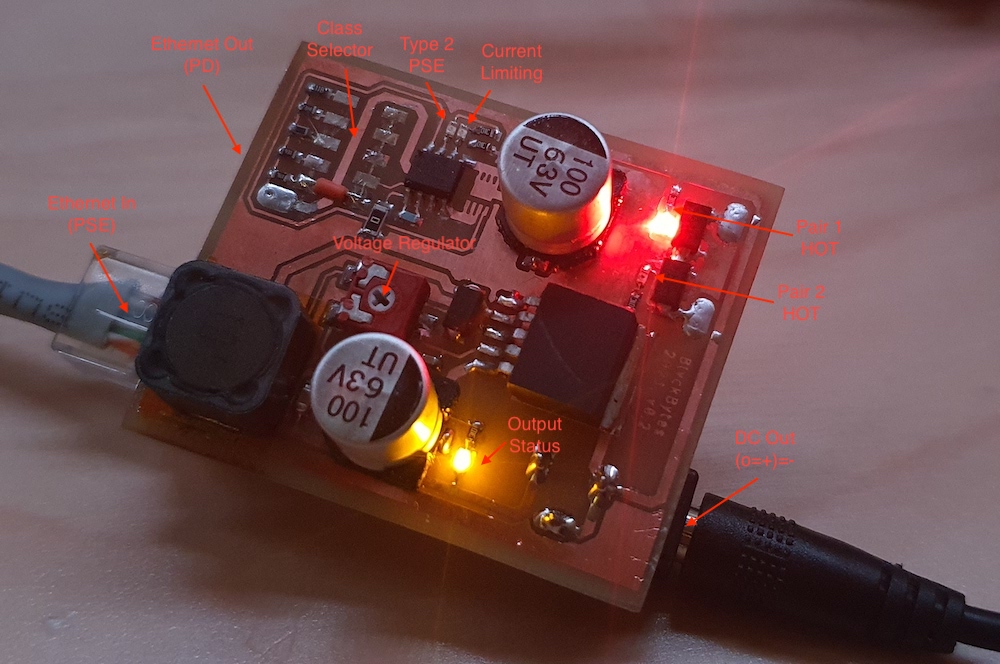 Ethernet Out
(PD)
Class
Selector
Type 2
PSE
Current
Limiting
100
63V
UT
Ethernet In
(PSE)
Voltage Regulator
Pair 1
HOT
Pair 2
HOT
100
63V
UT
Output
Status
DC Out
(o=+)=-